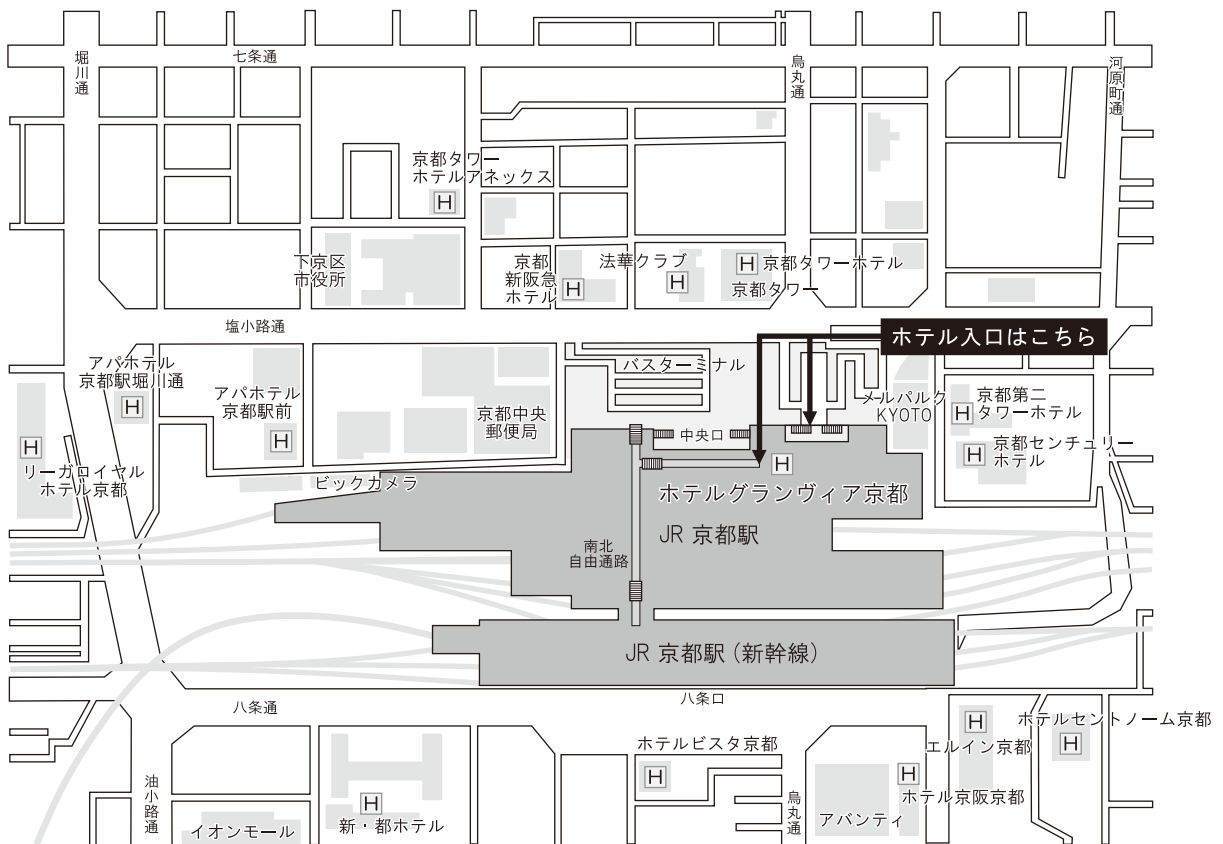 堀川通
七条通
烏丸通
河原町通
京都タワー
ホテルアネックス
H
下京区
市役所
京都
新阪急
ホテル
H
法華クラブ
H
H
京都タワーホテル
京都タワー
塩小路通
ホテル入口はこちら
アパホテル
京都駅堀川通
H
アパホテル
京都駅前
H
バスターミナル
京都中央
郵便局
中央口
メルパルク
KYOTO
京都第二
タワーホテル
H
京都センチュリー
ホテル
H
H
リーガロイヤル
ホテル京都
ビックカメラ
H
ホテルグランヴィア京都
JR 京都駅
南北
自由通路
JR 京都駅（新幹線）
八条通
八条口
油小路通
イオンモール
H
新・都ホテル
ホテルビスタ京都
H
烏丸通
アバンティ
H
ホテル京阪京都
H
エルイン京都
ホテルセントノーム京都
H